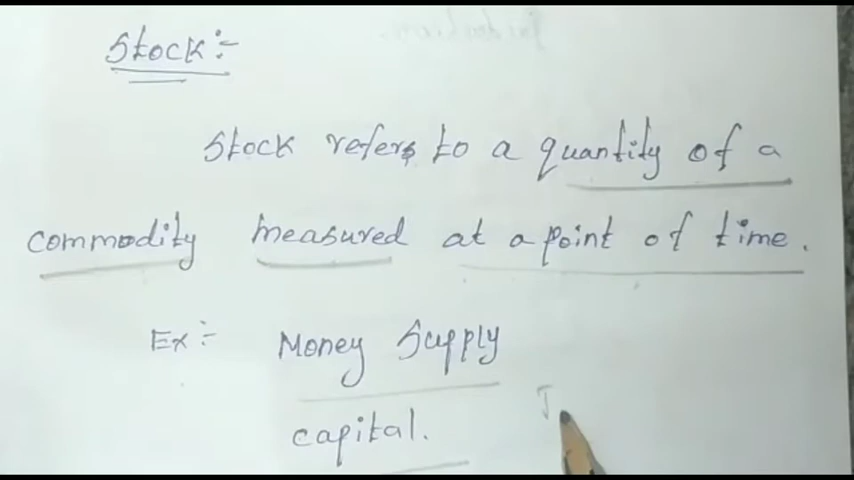 Stock:-
Stock refers to a quantity of a
commodity measured at a point of time.
Ex:- Money Supply
capital.